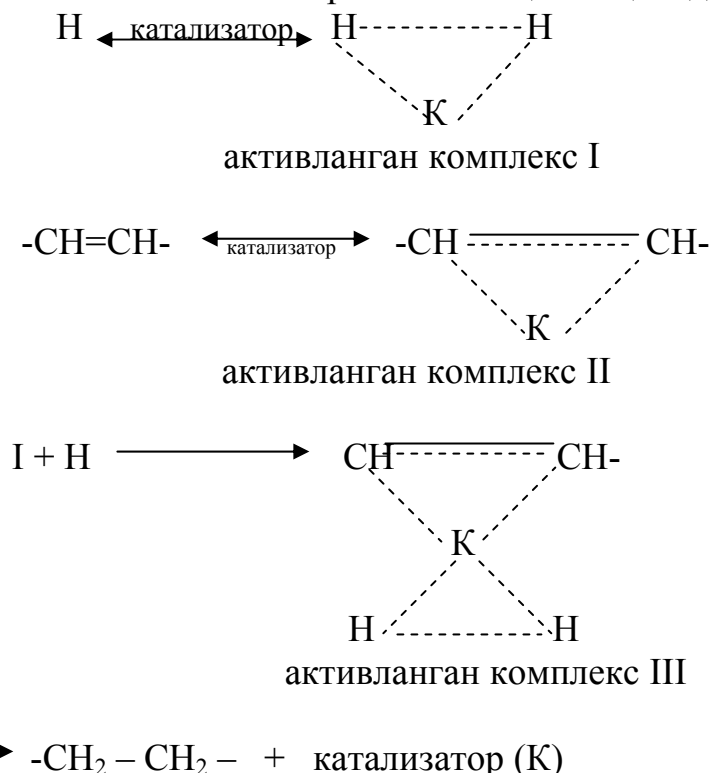 H катализатор H H
К
активланган комплекс I
-CH=CH- катализатор -CH CH-
К
активланган комплекс II
I + H CH CH-
К
H H
активланган комплекс III
-CH₂ – CH₂ – + катализатор (К)